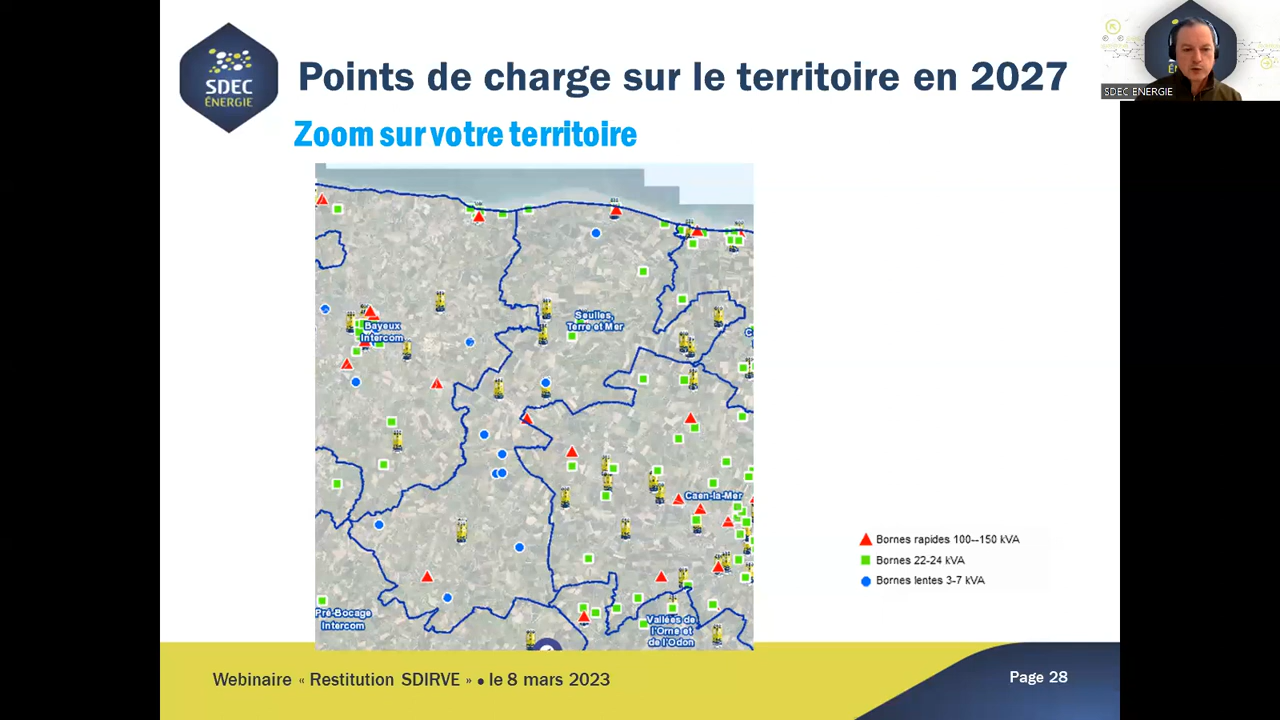 SDEC
ÉNERGIE
Points de charge sur le territoire en 2027
SDEC ENERGIE
Zoom sur votre territoire
Bayeux
Intercom
Seulles,
Terre et Mer
Caen-la-Mer
Pré-Bocage
Intercom
Vallées de
l'Orne et
de l'Odon
Bornes rapides 100--150 kVA
Bornes 22-24 kVA
Bornes lentes 3-7 kVA
Webinaire « Restitution SDIRVE » • le 8 mars 2023
Page 28